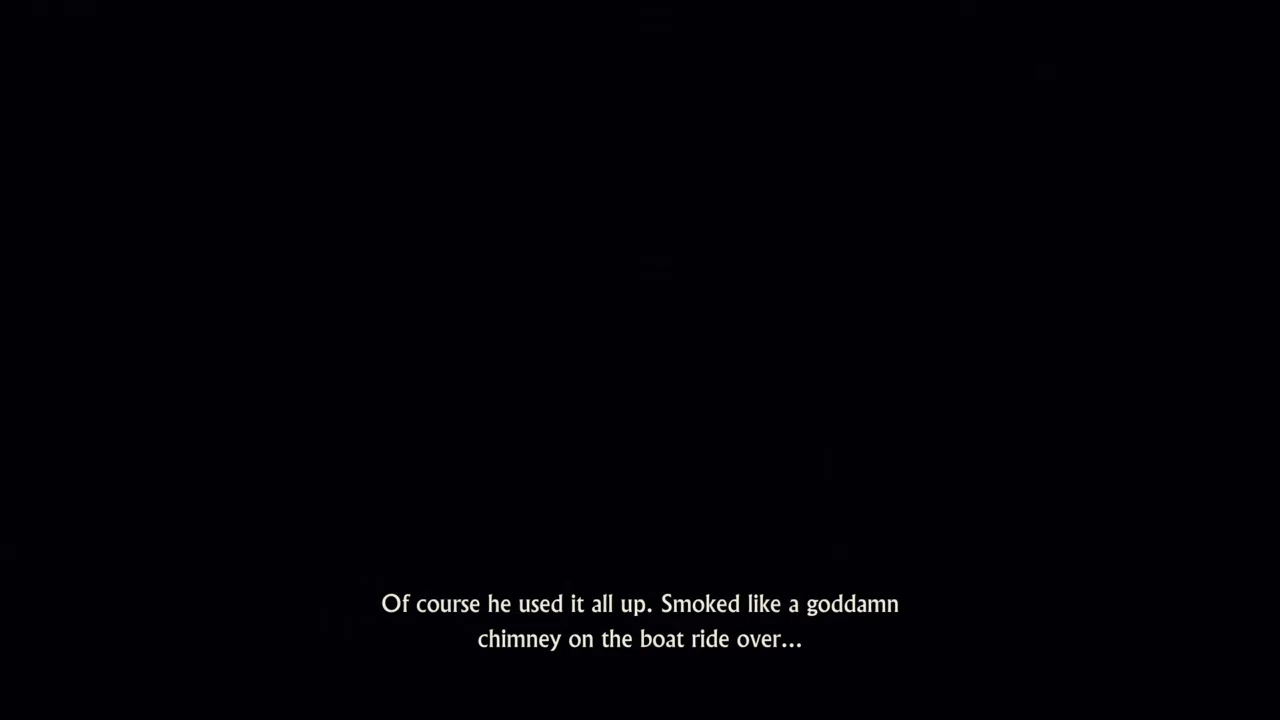 Of course he used it all up. Smoked like a goddamn
chimney on the boat ride over...